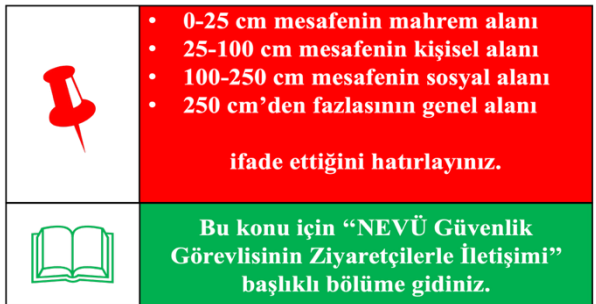 • 0-25 cm mesafenin mahrem alanı
• 25-100 cm mesafenin kişisel alanı
• 100-250 cm mesafenin sosyal alanı
• 250 cm’den fazlasının genel alanı
ifade ettiğini hatırlayınız.
Bu konu için “NEVÜ Güvenlik
Görevlisinin Ziyaretçilerle İletişimi”
başlıklı bölüme gidiniz.